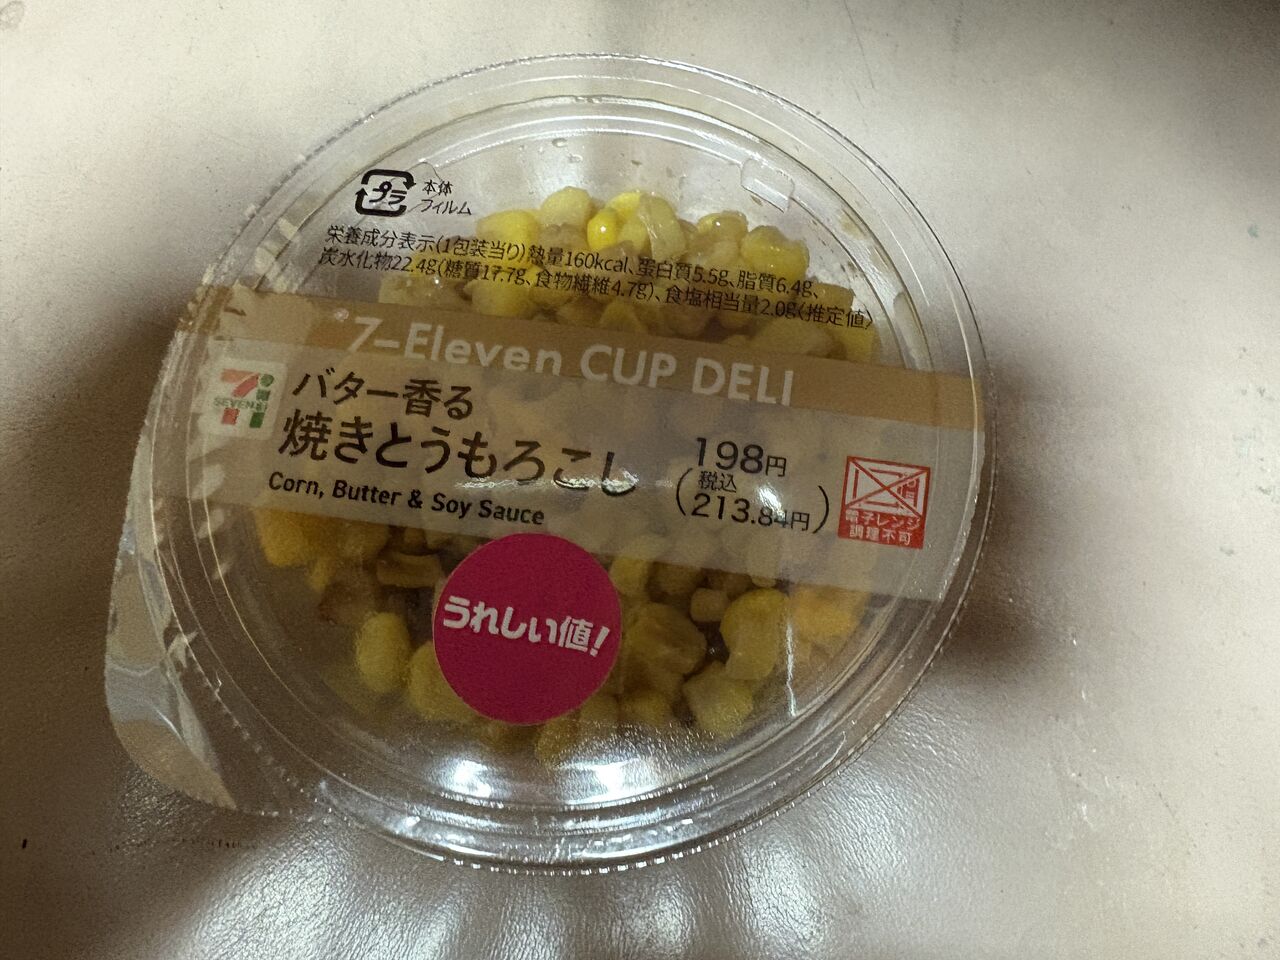 プラ
本体
フィルム
栄養成分表示(1包装当り)熱量160kcal、蛋白質5.5g、脂質6.4g、
炭水化物22.4g(糖質17.7g、食物繊維4.7g)、食塩相当量2.0g(推定値)
7-Eleven CUP DELI
SEVEN
バター香る
焼きとうもろこし
Corn, Butter & Soy Sauce
198円
(税込
213.84円)
電子レンジ
調理不可
うれしい値!